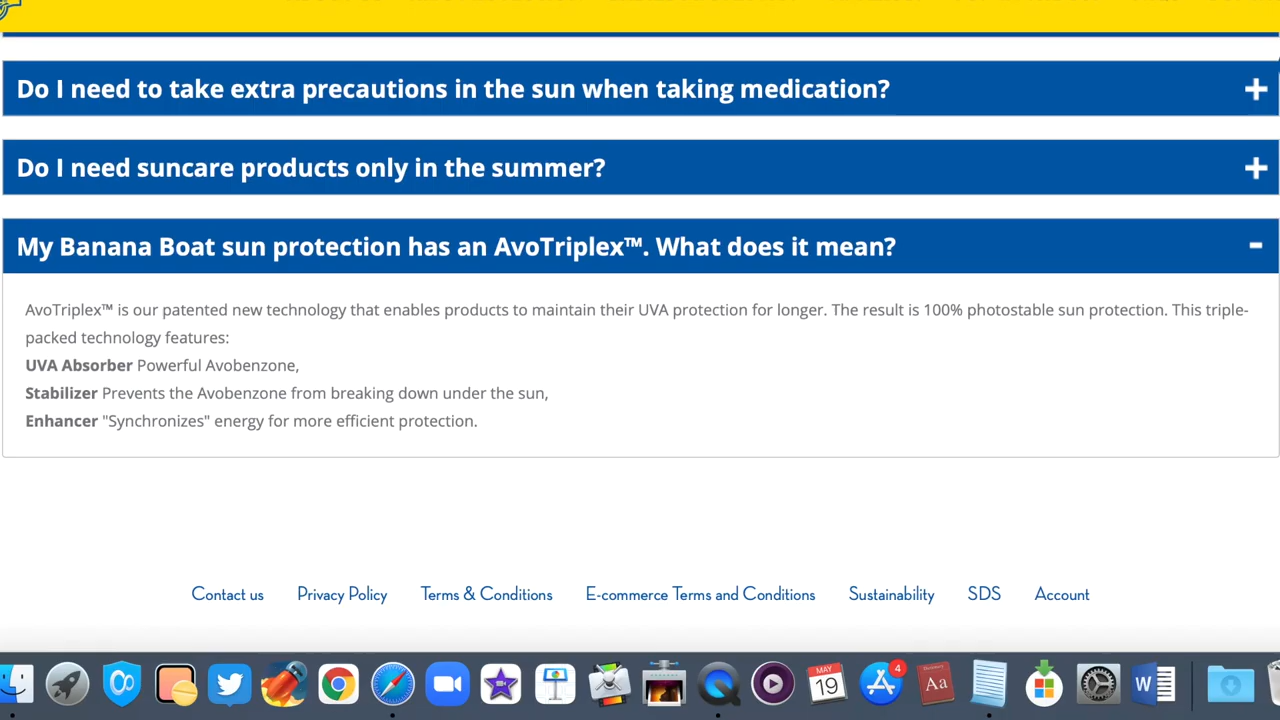 Do I need to take extra precautions in the sun when taking medication?
+
Do I need suncare products only in the summer?
+
My Banana Boat sun protection has an AvoTriplex™. What does it mean?
-
AvoTriplex™ is our patented new technology that enables products to maintain their UVA protection for longer. The result is 100% photostable sun protection. This triple-
packed technology features:
UVA Absorber Powerful Avobenzone,
Stabilizer Prevents the Avobenzone from breaking down under the sun,
Enhancer "Synchronizes" energy for more efficient protection.
Contact us Privacy Policy Terms & Conditions E-commerce Terms and Conditions Sustainability SDS Account
MAY
19
4
Aa
W